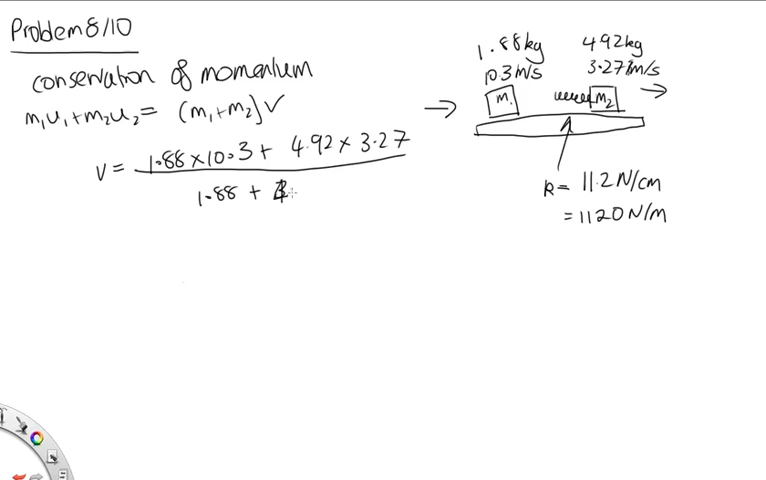 Problem 8/10
conservation of momentum
m₁u₁+m₂u₂= (m₁+m₂)V
V = 1.88×10.3 + 4.92 × 3.27
1.88 + 4
1.88kg
10.3m/s
4.92kg
3.27m/s
m₁
m₂
R = 11.2 N/cm
= 1120 N/m